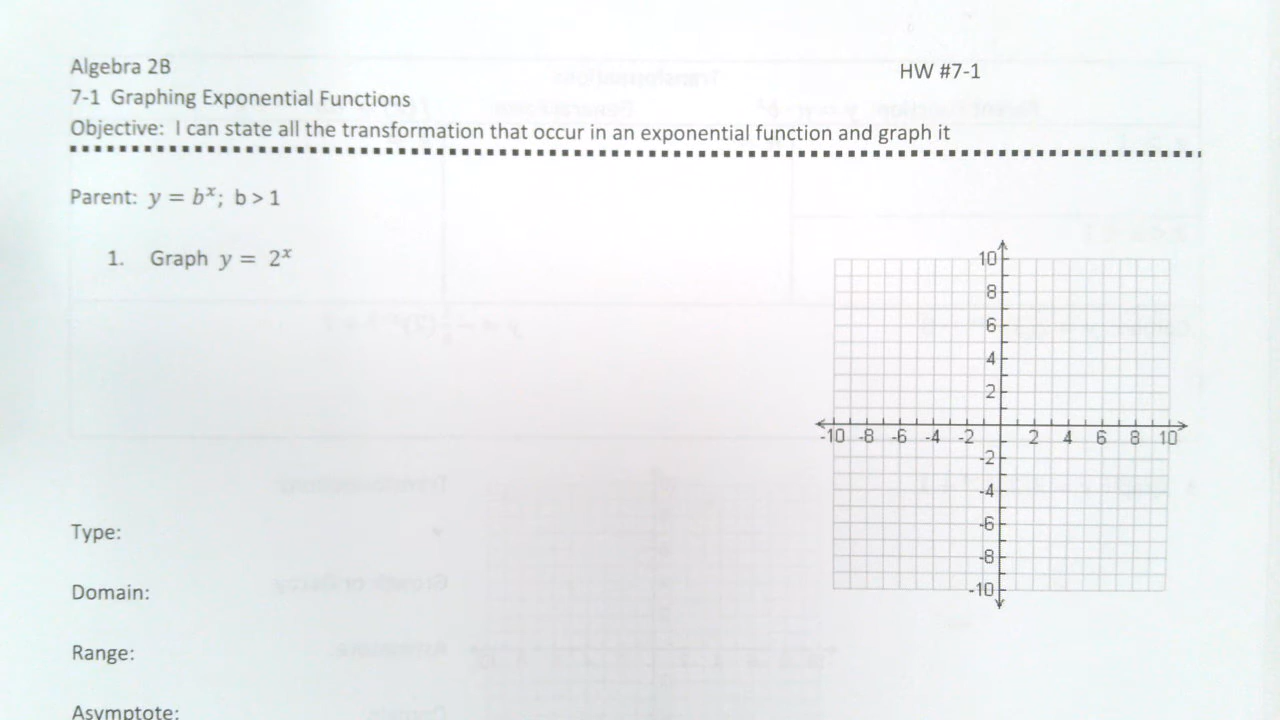 Algebra 2B
HW #7-1
7-1 Graphing Exponential Functions
Objective: I can state all the transformation that occur in an exponential function and graph it
Parent: y = bˣ; b > 1
1. Graph y = 2ˣ
10
8
6
4
2
-10 -8 -6 -4 -2 2 4 6 8 10
-2
-4
-6
-8
-10
Type:
Domain:
Range:
Asymptote: